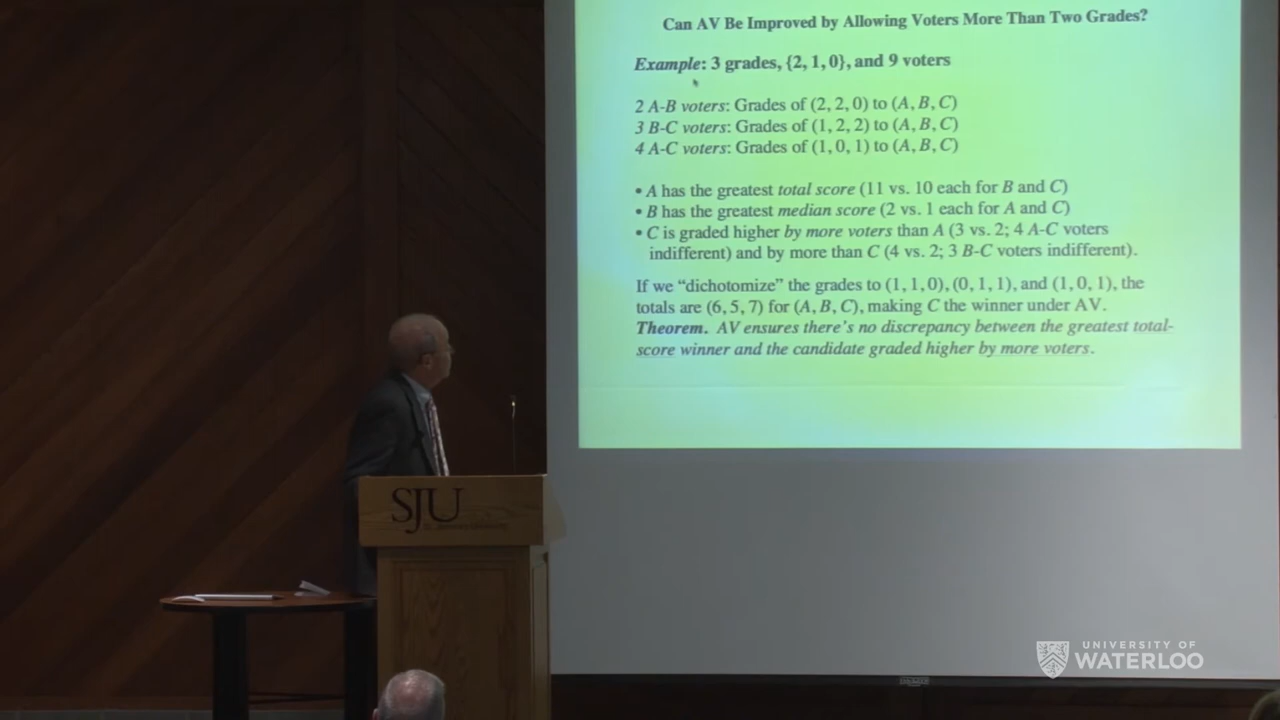 Can AV Be Improved by Allowing Voters More Than Two Grades?
Example: 3 grades, {2, 1, 0}, and 9 voters
2 A-B voters: Grades of (2, 2, 0) to (A, B, C)
3 B-C voters: Grades of (1, 2, 2) to (A, B, C)
4 A-C voters: Grades of (1, 0, 1) to (A, B, C)
• A has the greatest total score (11 vs. 10 each for B and C)
• B has the greatest median score (2 vs. 1 each for A and C)
• C is graded higher by more voters than A (3 vs. 2; 4 A-C voters
indifferent) and by more than C (4 vs. 2; 3 B-C voters indifferent).
If we “dichotomize” the grades to (1, 1, 0), (0, 1, 1), and (1, 0, 1), the
totals are (6, 5, 7) for (A, B, C), making C the winner under AV.
Theorem. AV ensures there's no discrepancy between the greatest total-
score winner and the candidate graded higher by more voters.
SJU
UNIVERSITY OF
WATERLOO